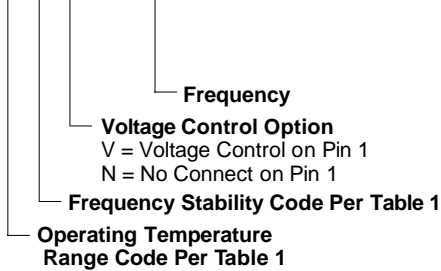 Frequency
Voltage Control Option
V = Voltage Control on Pin 1
N = No Connect on Pin 1
Frequency Stability Code Per Table 1
Operating Temperature
Range Code Per Table 1